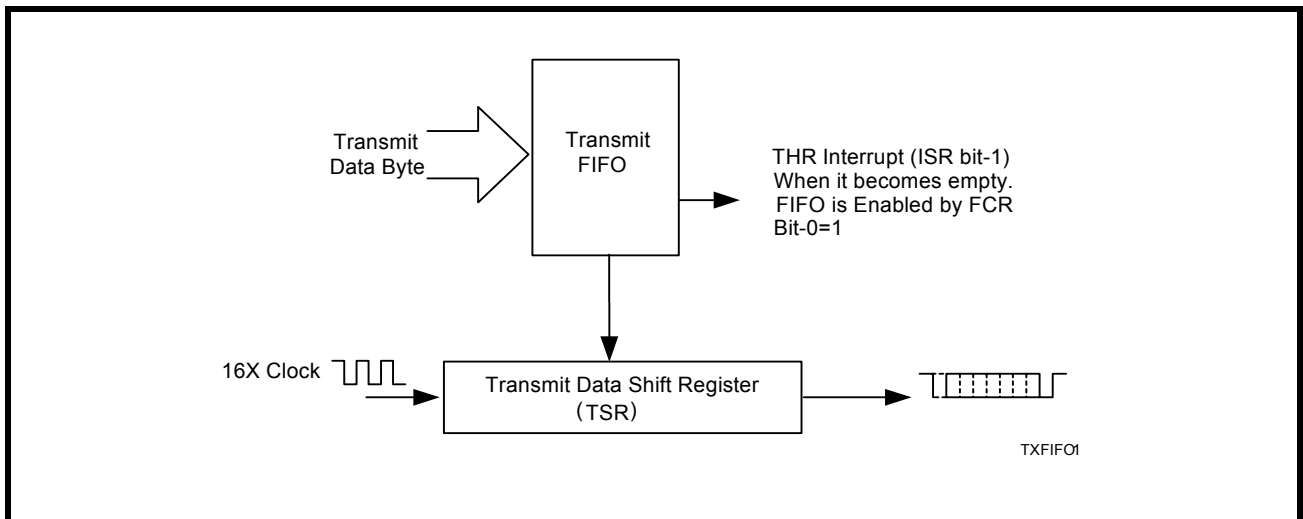 Transmit
Data Byte
Transmit
FIFO
THR Interrupt (ISR bit-1)
When it becomes empty.
FIFO is Enabled by FCR
Bit-0=1
16X Clock
Transmit Data Shift Register
(TSR)
TXFIFO1